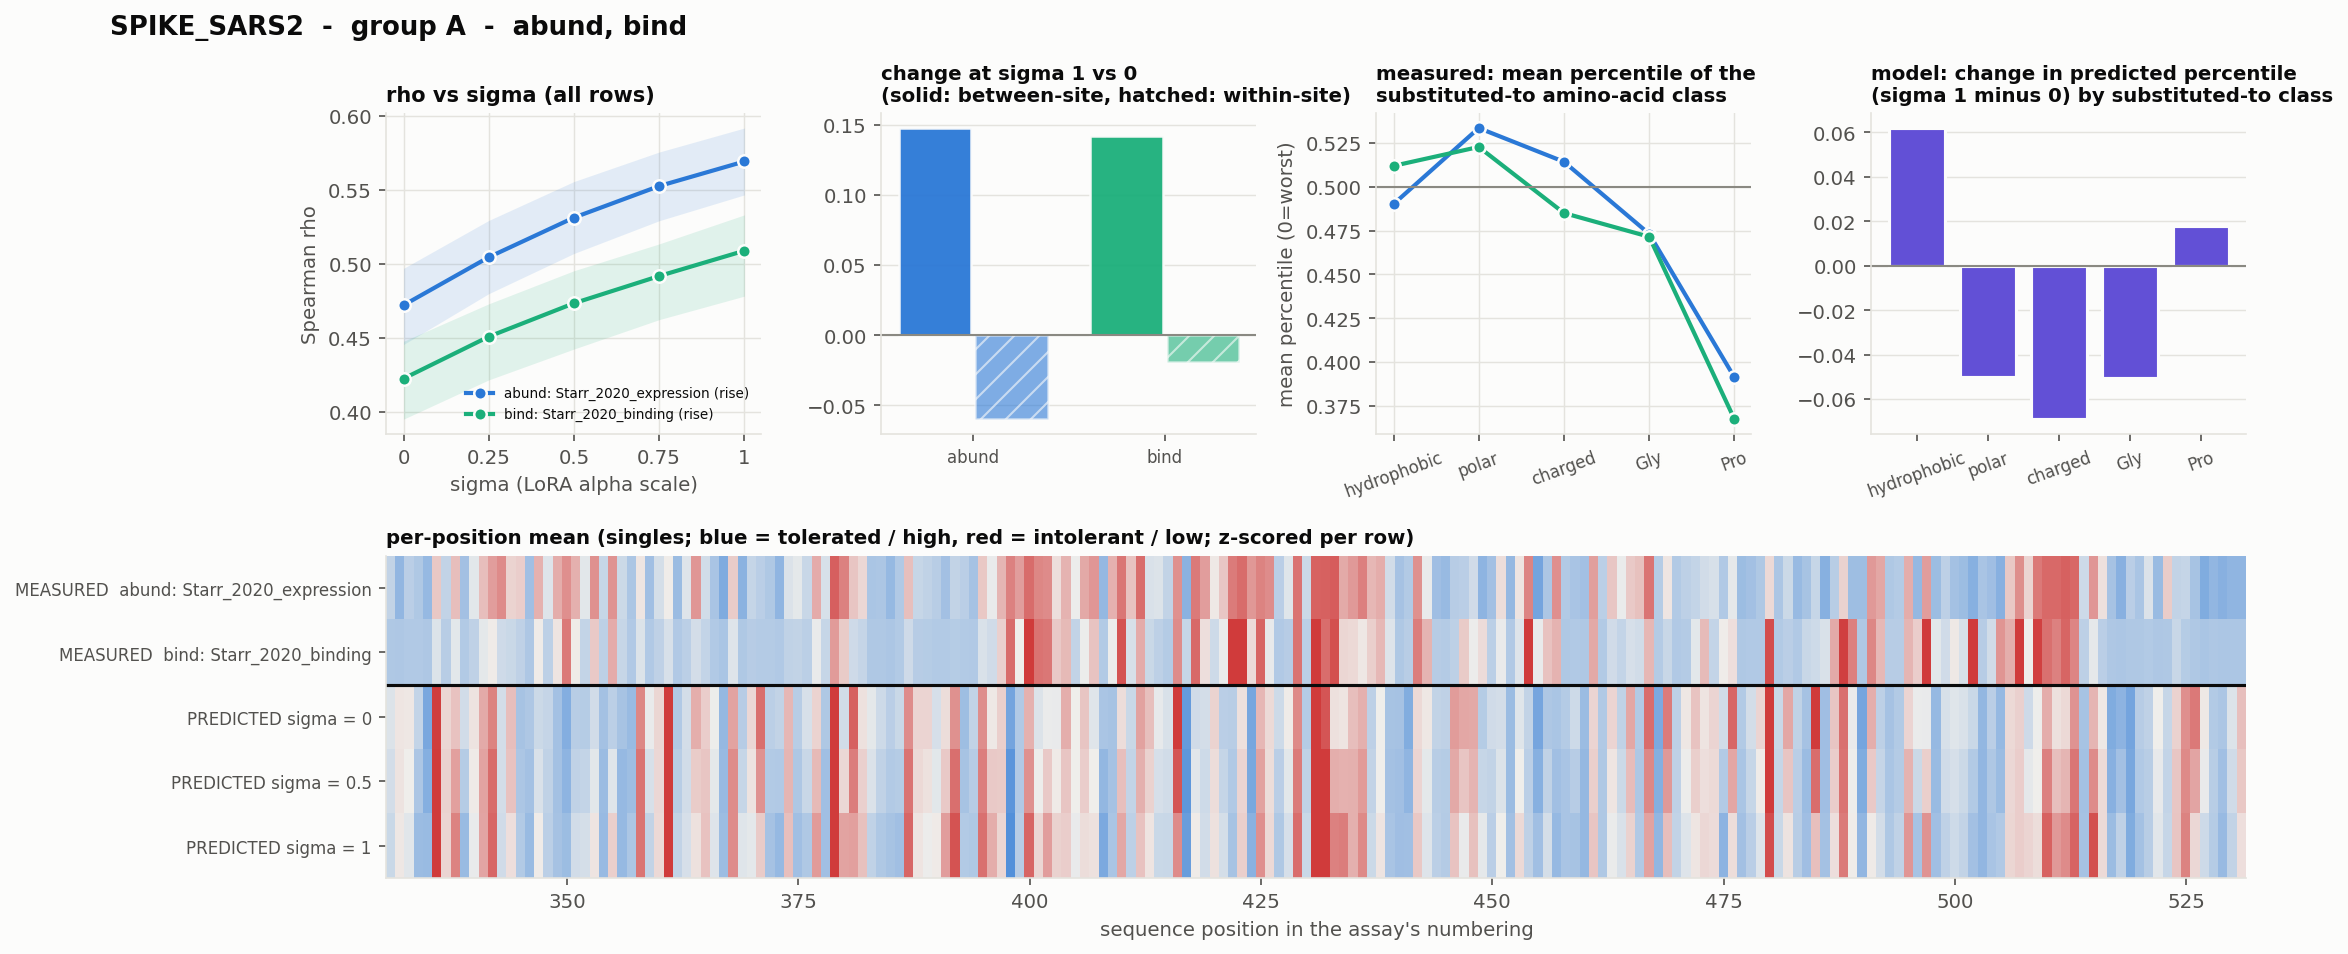 SPIKE_SARS2 - group A - abund, bind
rho vs sigma (all rows)
Spearman rho
0.60
0.55
0.50
0.45
0.40
abund: Starr_2020_expression (rise)
bind: Starr_2020_binding (rise)
0 0.25 0.5 0.75 1
sigma (LoRA alpha scale)
change at sigma 1 vs 0
(solid: between-site, hatched: within-site)
0.15
0.10
0.05
0.00
−0.05
abund bind
measured: mean percentile of the
substituted-to amino-acid class
mean percentile (0=worst)
0.525
0.500
0.475
0.450
0.425
0.400
0.375
hydrophobic polar charged Gly Pro
model: change in predicted percentile
(sigma 1 minus 0) by substituted-to class
0.06
0.04
0.02
0.00
−0.02
−0.04
−0.06
hydrophobic polar charged Gly Pro
per-position mean (singles; blue = tolerated / high, red = intolerant / low; z-scored per row)
MEASURED abund: Starr_2020_expression
MEASURED bind: Starr_2020_binding
PREDICTED sigma = 0
PREDICTED sigma = 0.5
PREDICTED sigma = 1
350 375 400 425 450 475 500 525
sequence position in the assay's numbering